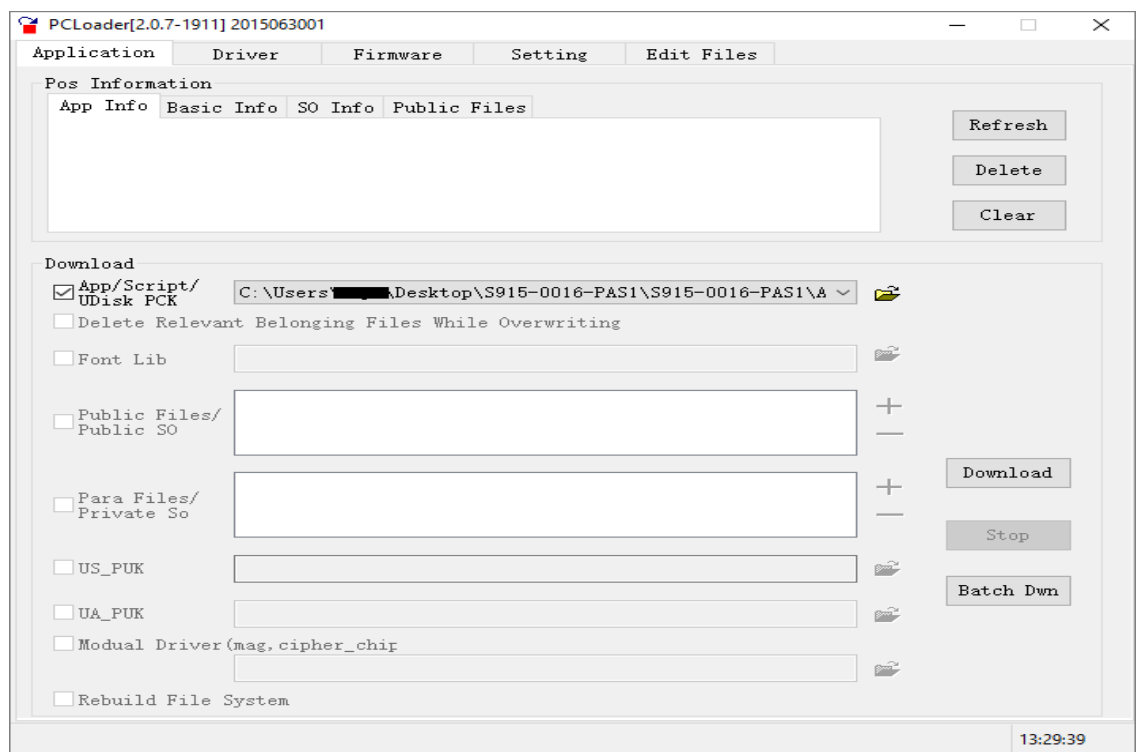 PCLoader[2.0.7-1911] 2015063001
Application Driver Firmware Setting Edit Files
Pos Information
App Info Basic Info SO Info Public Files
Refresh
Delete
Clear
Download
App/Script/
UDisk PCK
C:\Users\ \Desktop\S915-0016-PAS1\S915-0016-PAS1\A
Delete Relevant Belonging Files While Overwriting
Font Lib
Public Files/
Public SO
Para Files/
Private So
Download
Stop
US_PUK
Batch Dwn
UA_PUK
Modual Driver(mag,cipher_chip
Rebuild File System
13:29:39